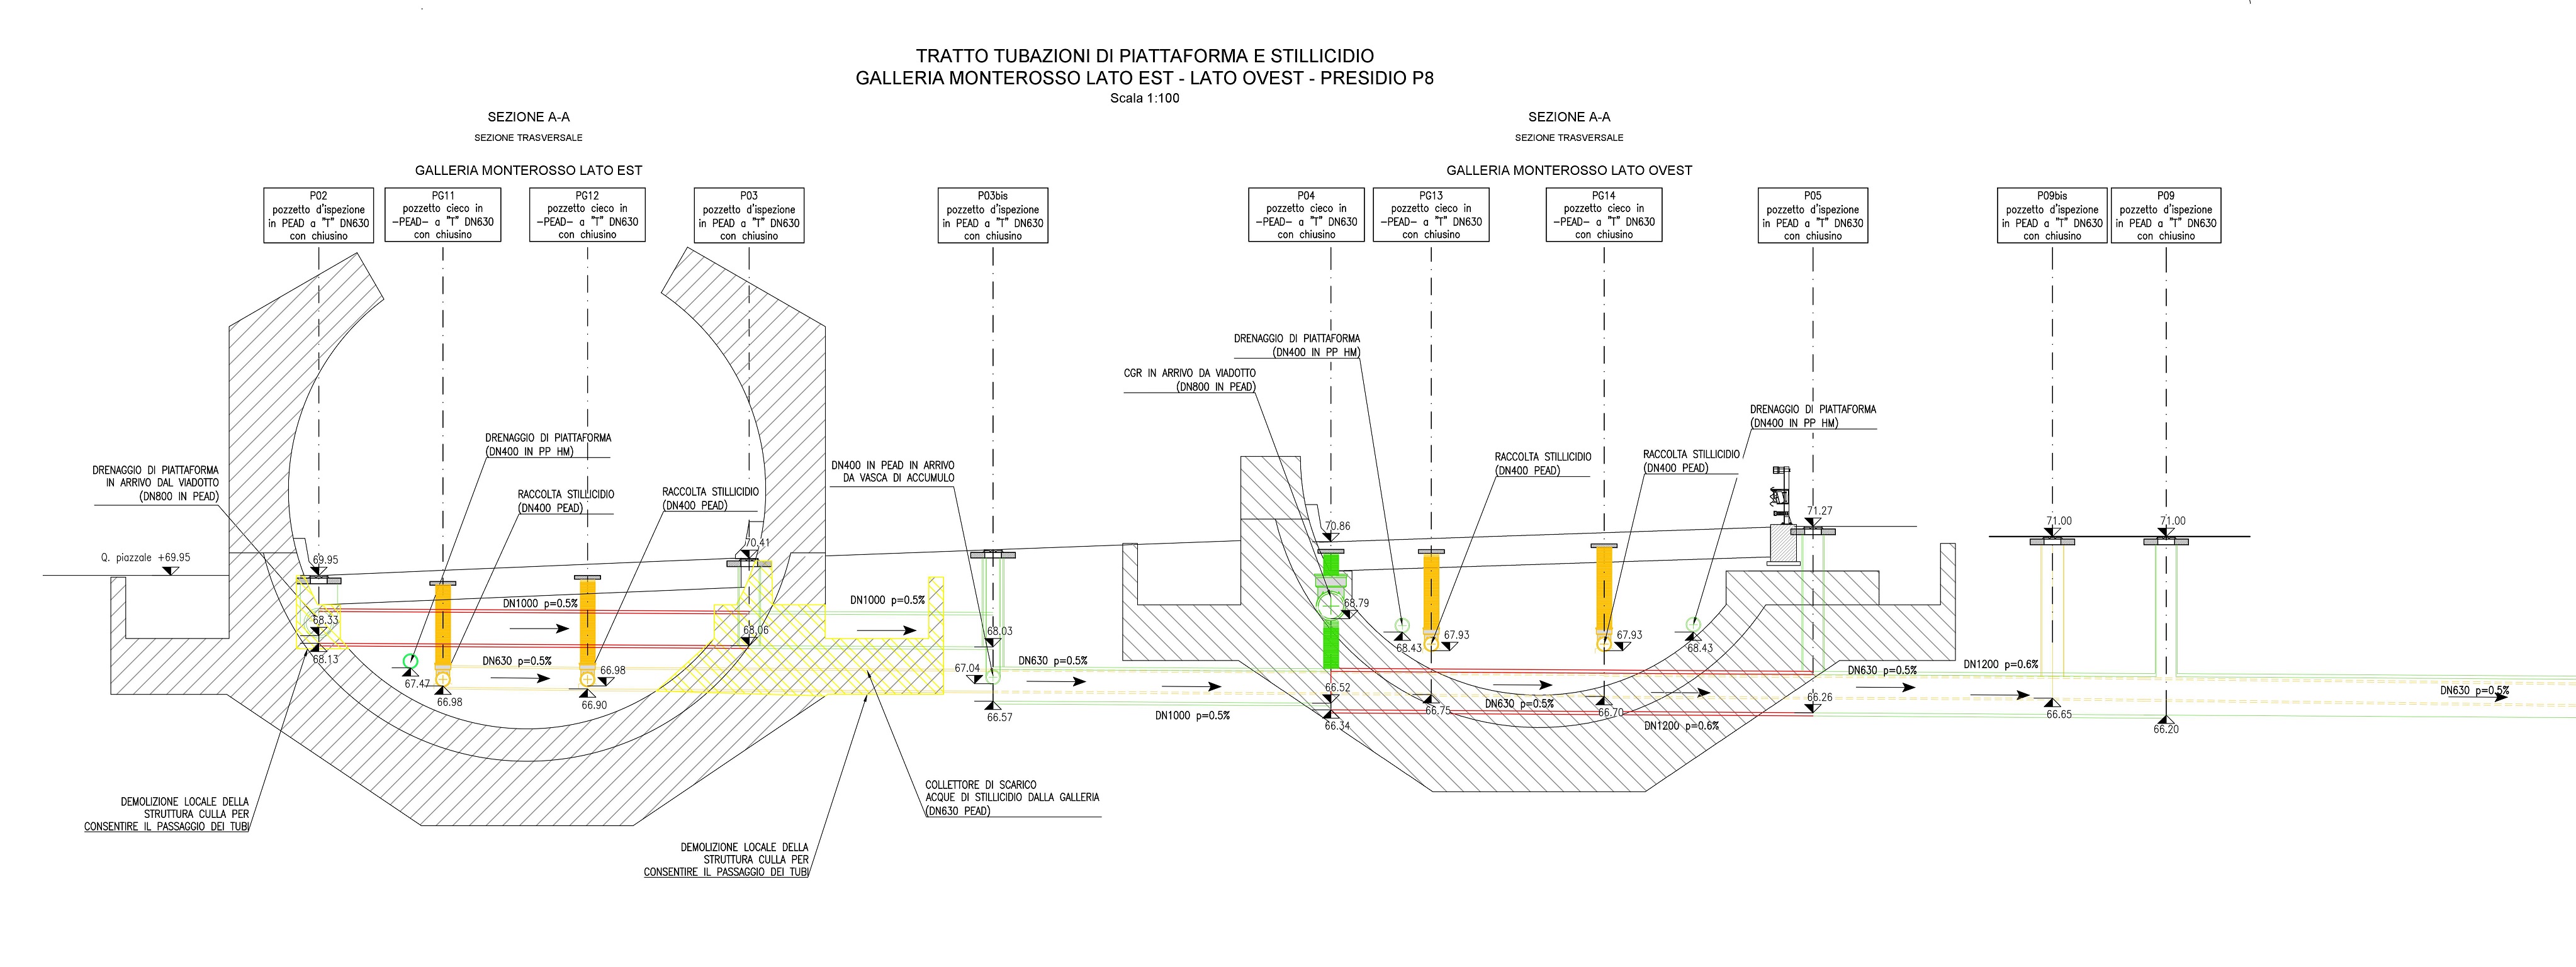 TRATTO TUBAZIONI DI PIATTAFORMA E STILLICIDIO
GALLERIA MONTEROSSO LATO EST - LATO OVEST - PRESIDIO P8
Scala 1:100
SEZIONE A-A
SEZIONE TRASVERSALE
GALLERIA MONTEROSSO LATO EST
SEZIONE A-A
SEZIONE TRASVERSALE
GALLERIA MONTEROSSO LATO OVEST
P02
pozzetto d'ispezione
in PEAD a "T" DN630
con chiusino
PG11
pozzetto cieco in
-PEAD- a "T" DN630
con chiusino
PG12
pozzetto cieco in
-PEAD- a "T" DN630
con chiusino
P03
pozzetto d'ispezione
in PEAD a "T" DN630
con chiusino
P03bis
pozzetto d'ispezione
in PEAD a "T" DN630
con chiusino
P04
pozzetto cieco in
-PEAD- a "T" DN630
con chiusino
PG13
pozzetto cieco in
-PEAD- a "T" DN630
con chiusino
PG14
pozzetto cieco in
-PEAD- a "T" DN630
con chiusino
P05
pozzetto d'ispezione
in PEAD a "T" DN630
con chiusino
P09bis
pozzetto d'ispezione
in PEAD a "T" DN630
con chiusino
P09
pozzetto d'ispezione
in PEAD a "T" DN630
con chiusino
DRENAGGIO DI PIATTAFORMA
IN ARRIVO DAL VIADOTTO
(DN800 IN PEAD)
DRENAGGIO DI PIATTAFORMA
(DN400 IN PP HM)
RACCOLTA STILLICIDIO
(DN400 PEAD)
RACCOLTA STILLICIDIO
(DN400 PEAD)
DN400 IN PEAD IN ARRIVO
DA VASCA DI ACCUMULO
DRENAGGIO DI PIATTAFORMA
(DN400 IN PP HM)
CGR IN ARRIVO DA VIADOTTO
(DN800 IN PEAD)
RACCOLTA STILLICIDIO
(DN400 PEAD)
RACCOLTA STILLICIDIO
(DN400 PEAD)
DRENAGGIO DI PIATTAFORMA
(DN400 IN PP HM)
Q. piazzale +69.95
69.95
68.33
68.13
67.47
66.98
66.98
66.90
70.41
68.06
DN1000 p=0.5%
DN630 p=0.5%
DN1000 p=0.5%
68.03
67.04
66.57
DN630 p=0.5%
DN1000 p=0.5%
70.86
68.79
66.52
66.34
68.43
67.93
66.75
67.93
66.70
68.43
DN630 p=0.5%
DN1200 p=0.6%
71.27
66.26
DN630 p=0.5%
DN1200 p=0.6%
71.00
66.65
71.00
66.20
DN630 p=0.5%
DEMOLIZIONE LOCALE DELLA
STRUTTURA CULLA PER
CONSENTIRE IL PASSAGGIO DEI TUBI
DEMOLIZIONE LOCALE DELLA
STRUTTURA CULLA PER
CONSENTIRE IL PASSAGGIO DEI TUBI
COLLETTORE DI SCARICO
ACQUE DI STILLICIDIO DALLA GALLERIA
(DN630 PEAD)